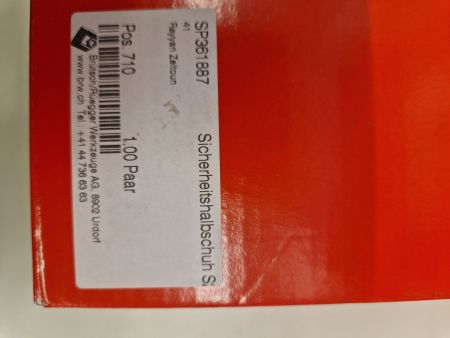 SP361887 Sicherheitshalbschuh S
41
Rayyan Zeitoun
Pos. 710 1.00 Paar
Brütsch/Rüegger Werkzeuge AG, 8902 Urdorf
www.brw.ch Tel.: +41 44 736 63 63